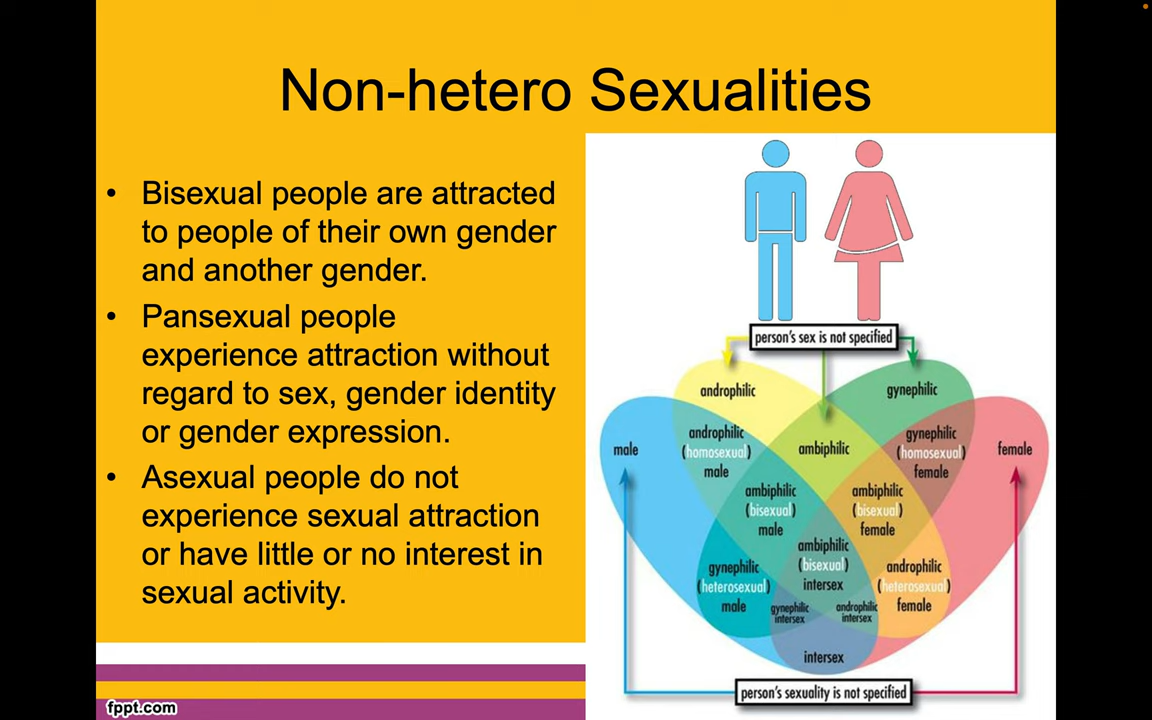 Non-hetero Sexualities
• Bisexual people are attracted
to people of their own gender
and another gender.
• Pansexual people
experience attraction without
regard to sex, gender identity
or gender expression.
• Asexual people do not
experience sexual attraction
or have little or no interest in
sexual activity.
person's sex is not specified
androphilic
gynephilic
male
androphilic
(homosexual)
male
ambiphilic
gynephilic
(homosexual)
female
female
ambiphilic
(bisexual)
male
ambiphilic
(bisexual)
female
ambiphilic
(bisexual)
intersex
gynephilic
(heterosexual)
male
androphilic
(heterosexual)
female
gynephilic
intersex
androphilic
intersex
intersex
person's sexuality is not specified
fppt.com